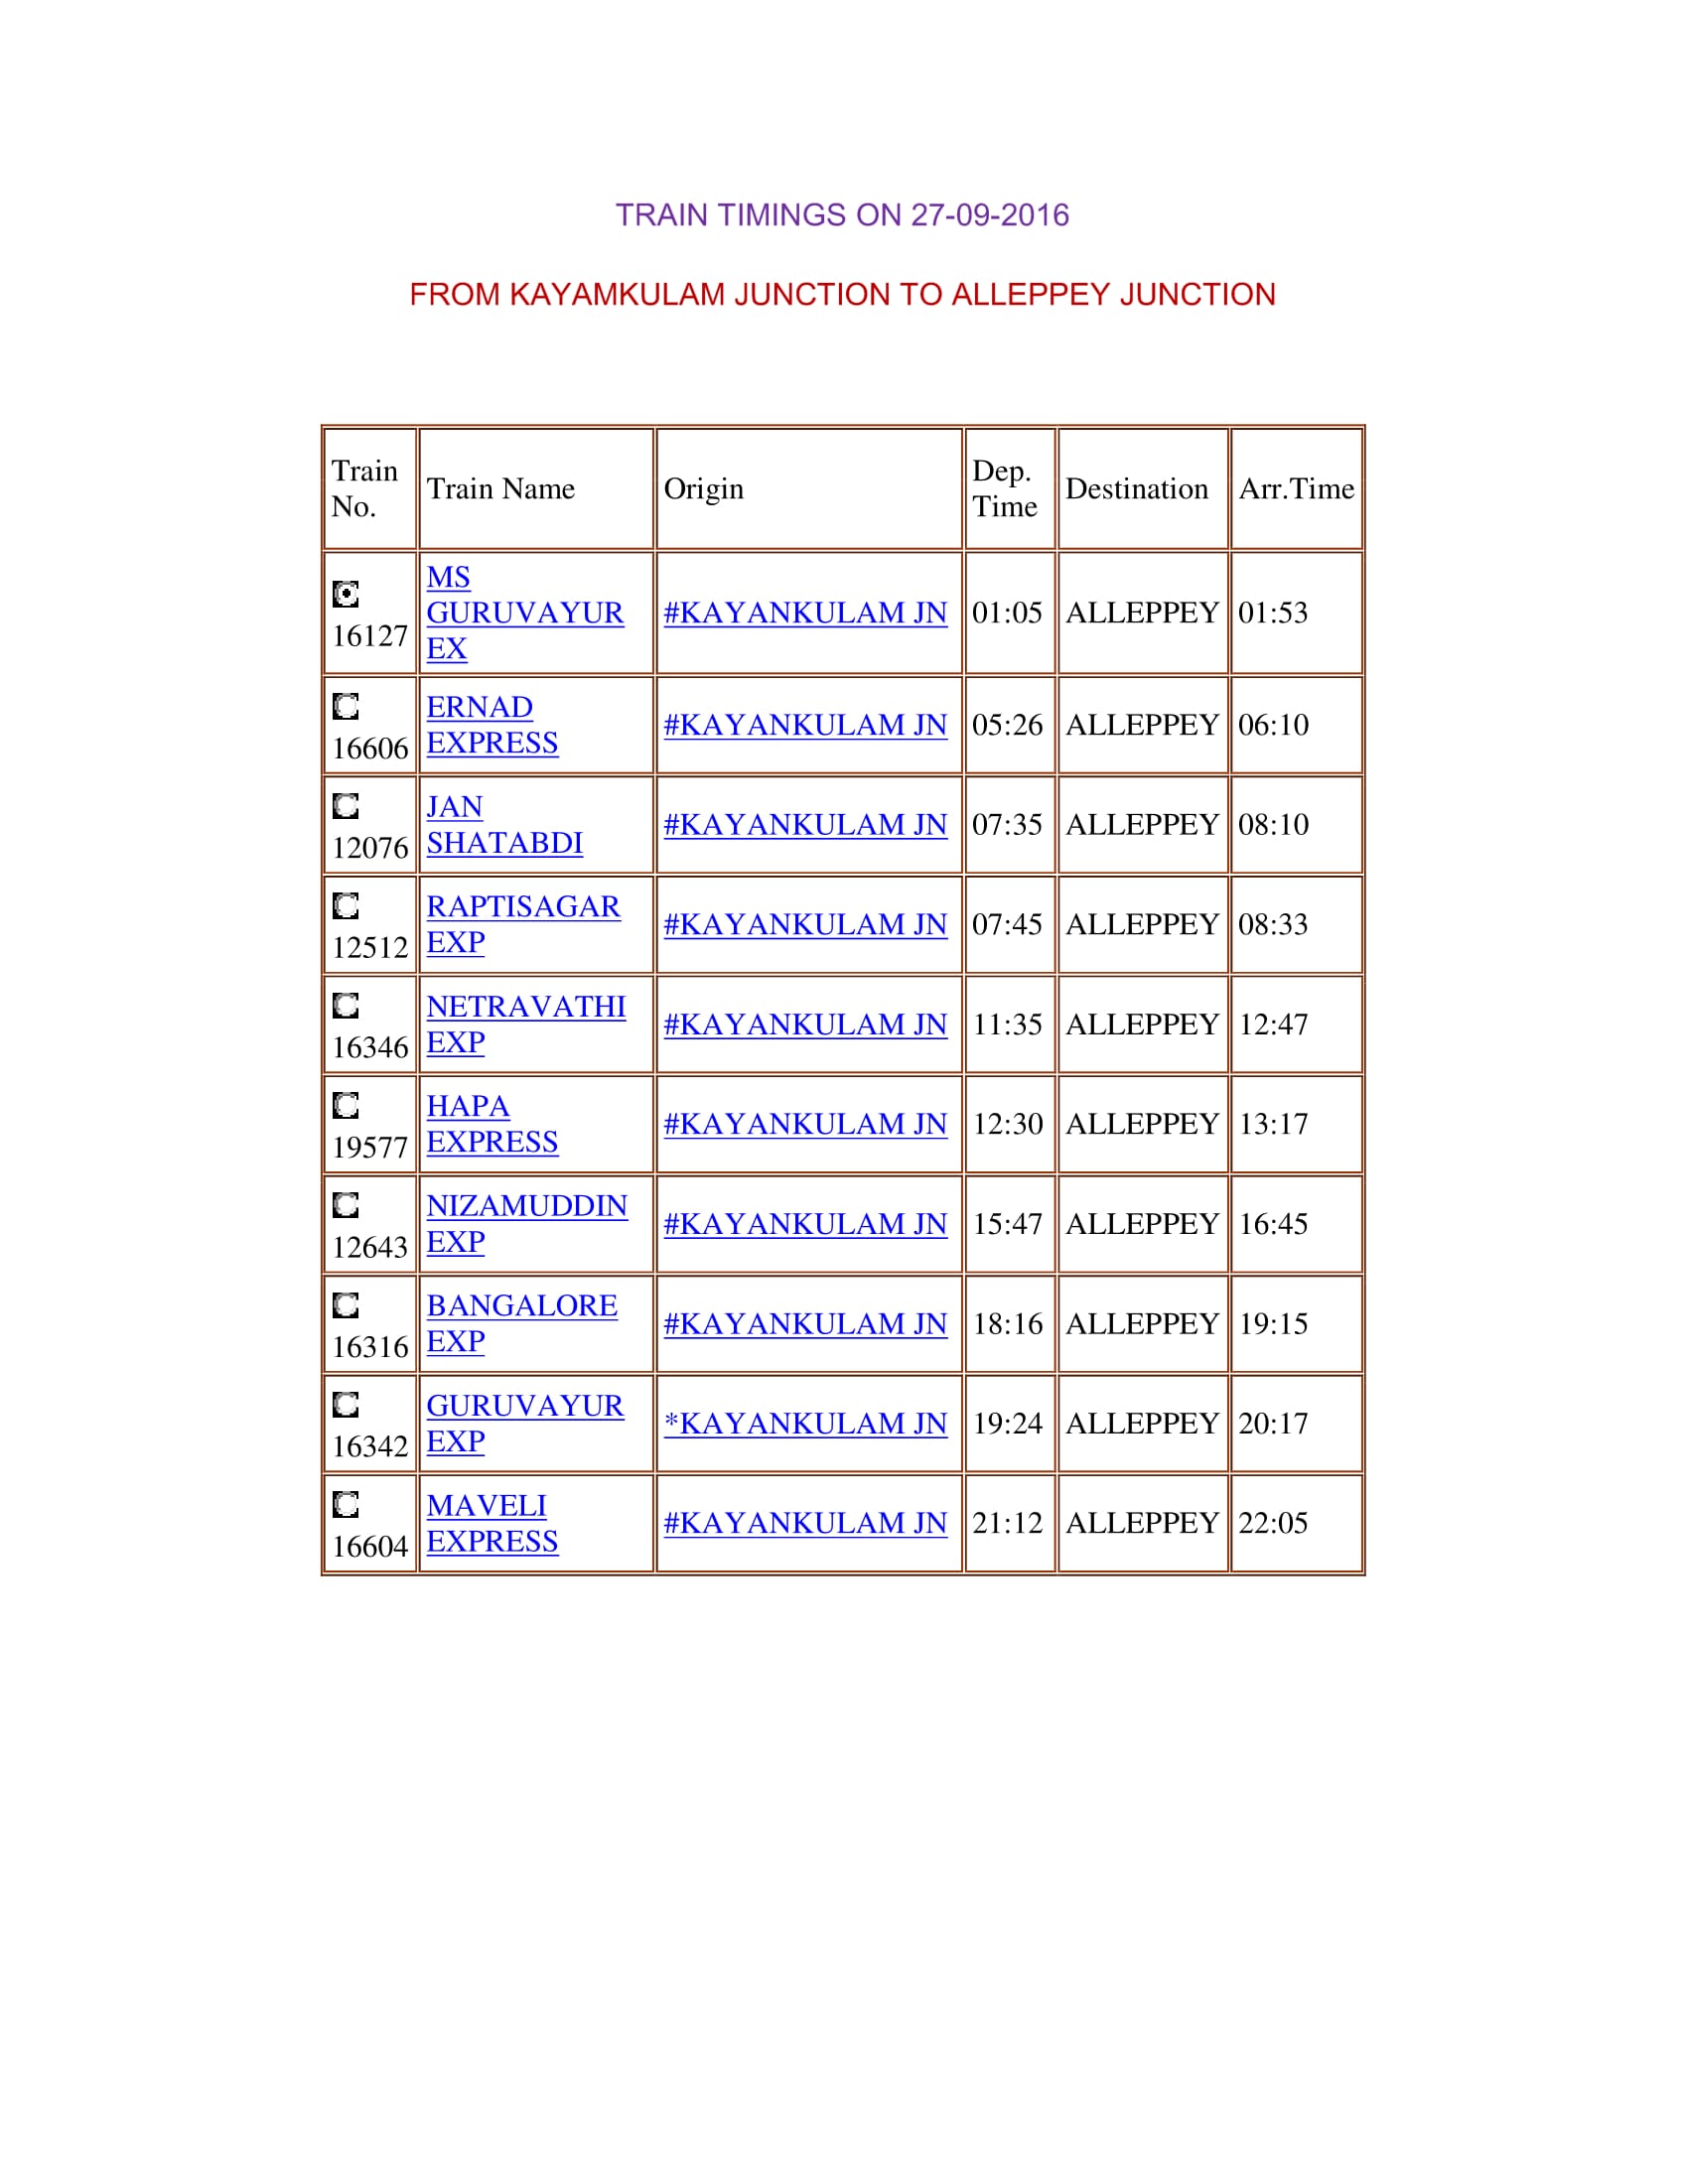 TRAIN TIMINGS ON 27-09-2016
FROM KAYAMKULAM JUNCTION TO ALLEPPEY JUNCTION
Train No. Train Name Origin Dep. Time Destination Arr.Time
16127 MS GURUVAYUR EX #KAYANKULAM JN 01:05 ALLEPPEY 01:53
16606 ERNAD EXPRESS #KAYANKULAM JN 05:26 ALLEPPEY 06:10
12076 JAN SHATABDI #KAYANKULAM JN 07:35 ALLEPPEY 08:10
12512 RAPTISAGAR EXP #KAYANKULAM JN 07:45 ALLEPPEY 08:33
16346 NETRAVATHI EXP #KAYANKULAM JN 11:35 ALLEPPEY 12:47
19577 HAPA EXPRESS #KAYANKULAM JN 12:30 ALLEPPEY 13:17
12643 NIZAMUDDIN EXP #KAYANKULAM JN 15:47 ALLEPPEY 16:45
16316 BANGALORE EXP #KAYANKULAM JN 18:16 ALLEPPEY 19:15
16342 GURUVAYUR EXP *KAYANKULAM JN 19:24 ALLEPPEY 20:17
16604 MAVELI EXPRESS #KAYANKULAM JN 21:12 ALLEPPEY 22:05